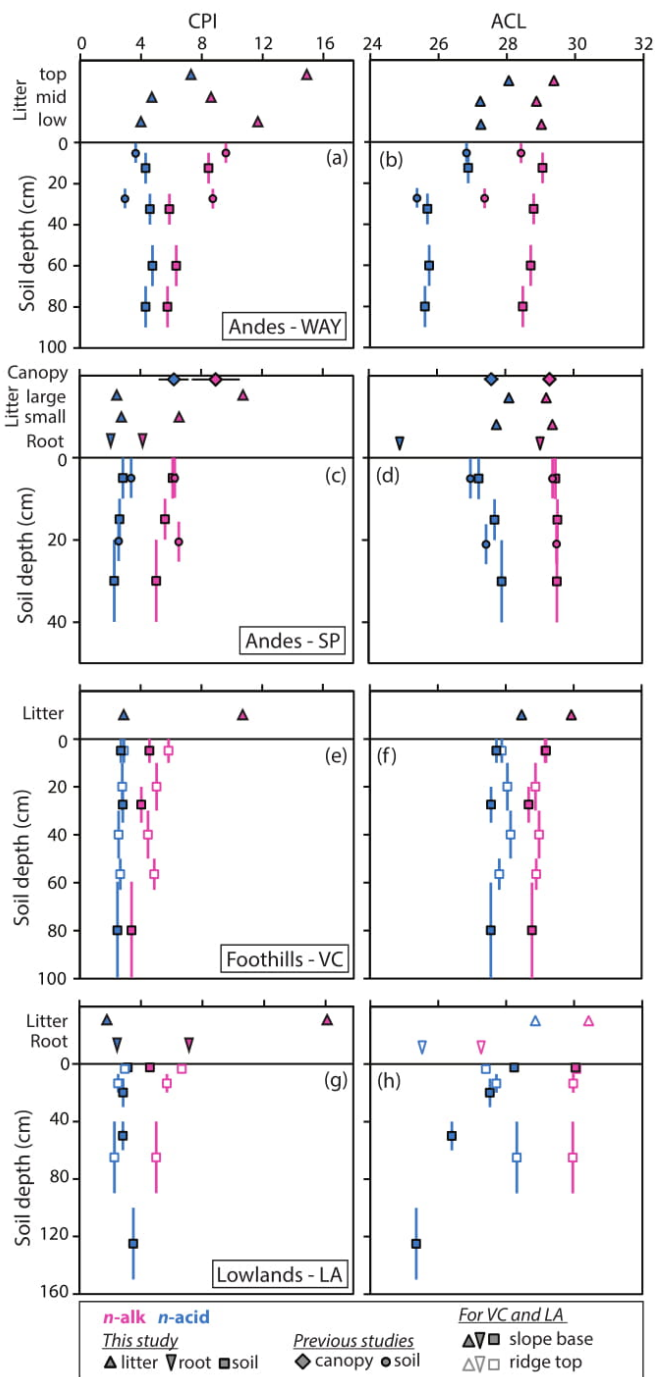 CPI ACL
0 4 8 12 16 24 26 28 30 32
Litter
top
mid
low
0
20
40
60
80
100
Soil depth (cm)
(a) (b)
Andes - WAY
Canopy
Litter
large
small
Root
0
20
40
Soil depth (cm)
(c) (d)
Andes - SP
Litter
0
20
40
60
80
100
Soil depth (cm)
(e) (f)
Foothills - VC
Litter
Root
0
40
80
120
160
Soil depth (cm)
(g) (h)
Lowlands - LA
n-alk n-acid For VC and LA
This study Previous studies slope base
litter root soil canopy soil ridge top